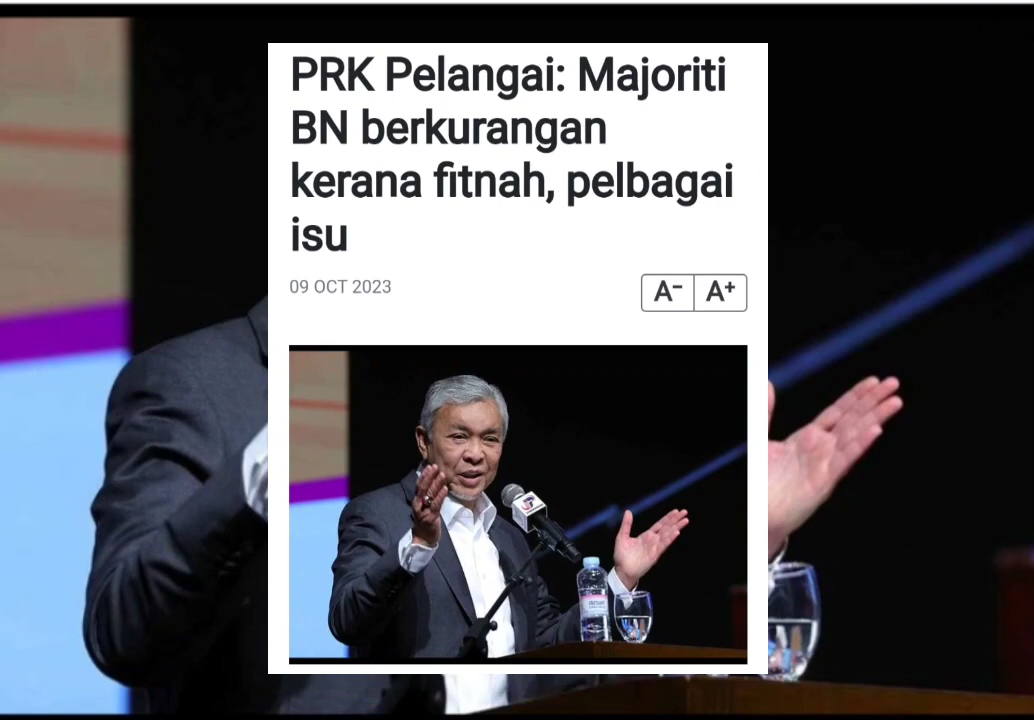 PRK Pelangai: Majoriti
BN berkurangan
kerana fitnah, pelbagai
isu
09 OCT 2023
A- A+